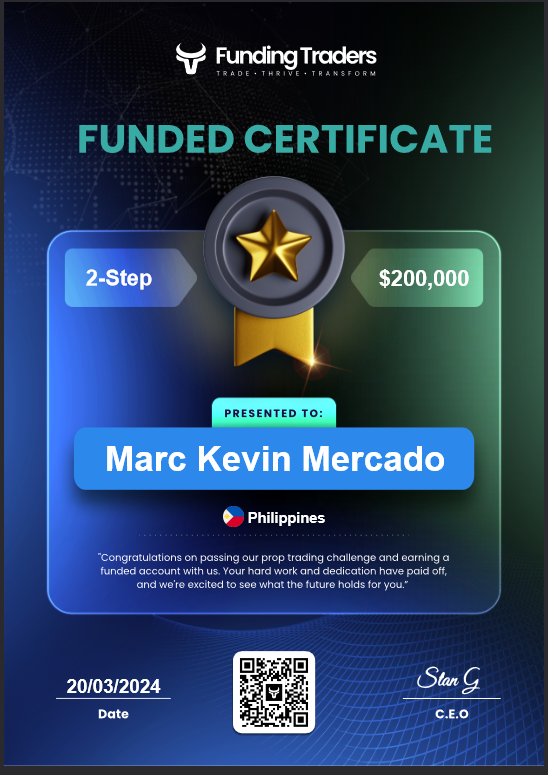 FundingTraders
TRADE • THRIVE • TRANSFORM
FUNDED CERTIFICATE
2-Step
$200,000
PRESENTED TO:
Marc Kevin Mercado
Philippines
"Congratulations on passing our prop trading challenge and earning a
funded account with us. Your hard work and dedication have paid off,
and we're excited to see what the future holds for you."
20/03/2024
Date
Stan G
C.E.O